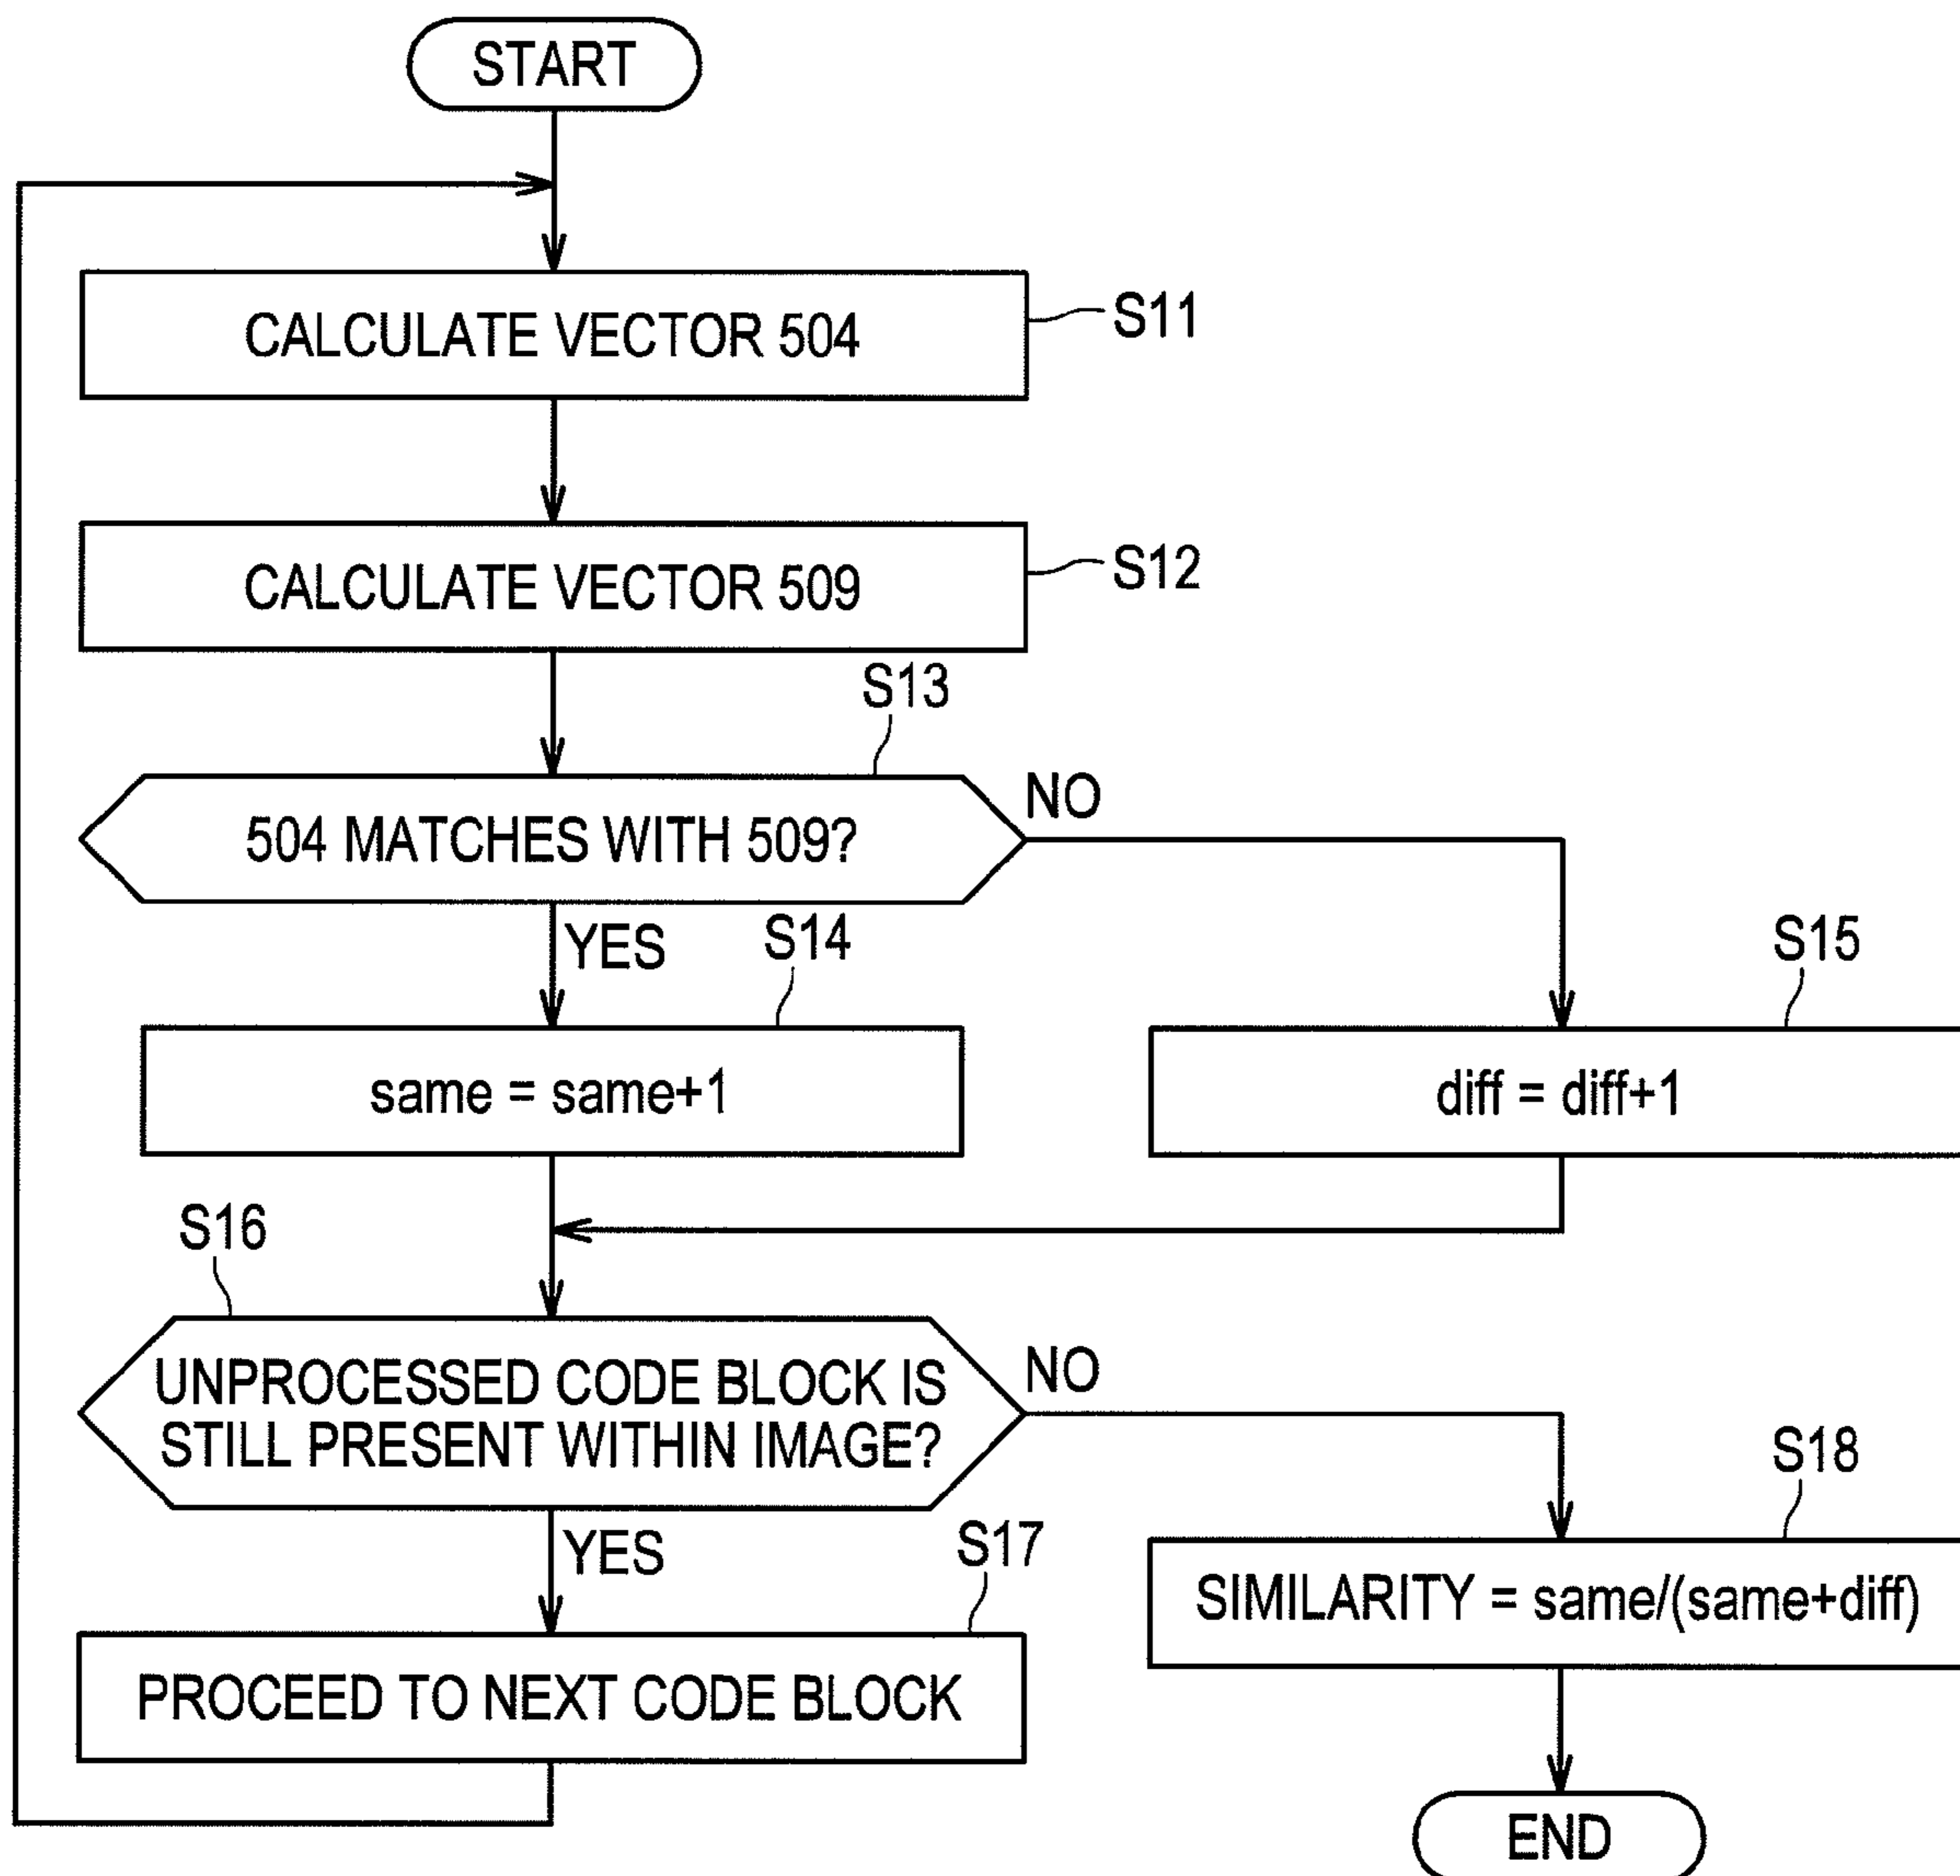 START
CALCULATE VECTOR 504
S11
CALCULATE VECTOR 509
S12
S13
504 MATCHES WITH 509?
NO
YES
S14
S15
same = same+1
diff = diff+1
S16
UNPROCESSED CODE BLOCK IS
STILL PRESENT WITHIN IMAGE?
NO
YES
S17
S18
PROCEED TO NEXT CODE BLOCK
SIMILARITY = same/(same+diff)
END